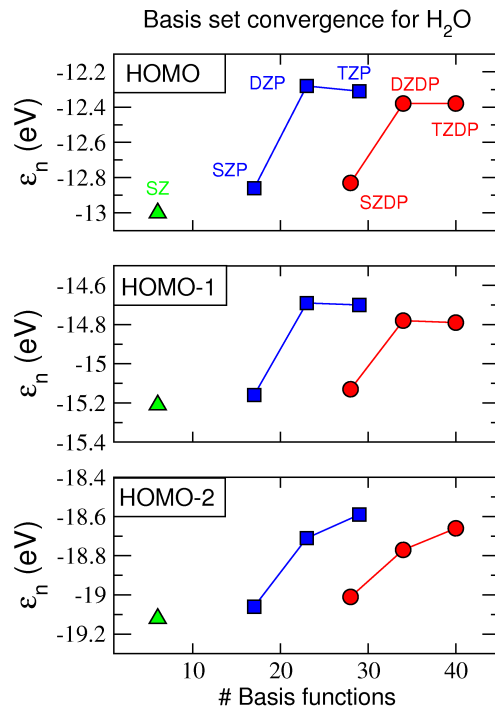 Basis set convergence for H₂O
HOMO
-12.2
-12.4
-12.6
-12.8
-13
εₙ (eV)
SZ
SZP
DZP
TZP
SZDP
DZDP
TZDP
HOMO-1
-14.6
-14.8
-15
-15.2
-15.4
εₙ (eV)
HOMO-2
-18.4
-18.6
-18.8
-19
-19.2
εₙ (eV)
10 20 30 40
# Basis functions